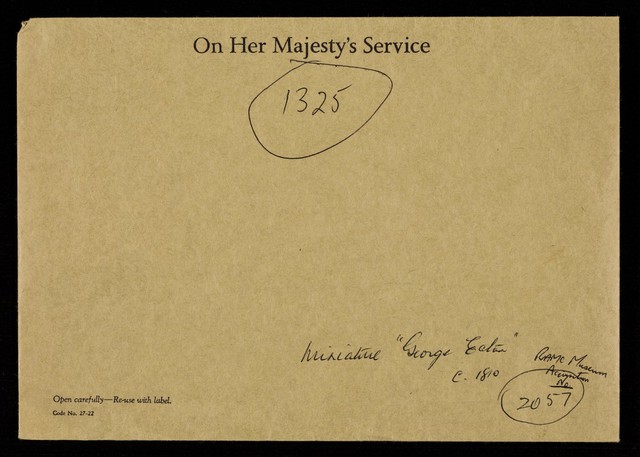 On Her Majesty's Service
1325
Miniature "George Eaton"
c. 1810
RAMC Museum
Acquisition
No.
2057
Open carefully—Re-use with label.
Code No. 27-22